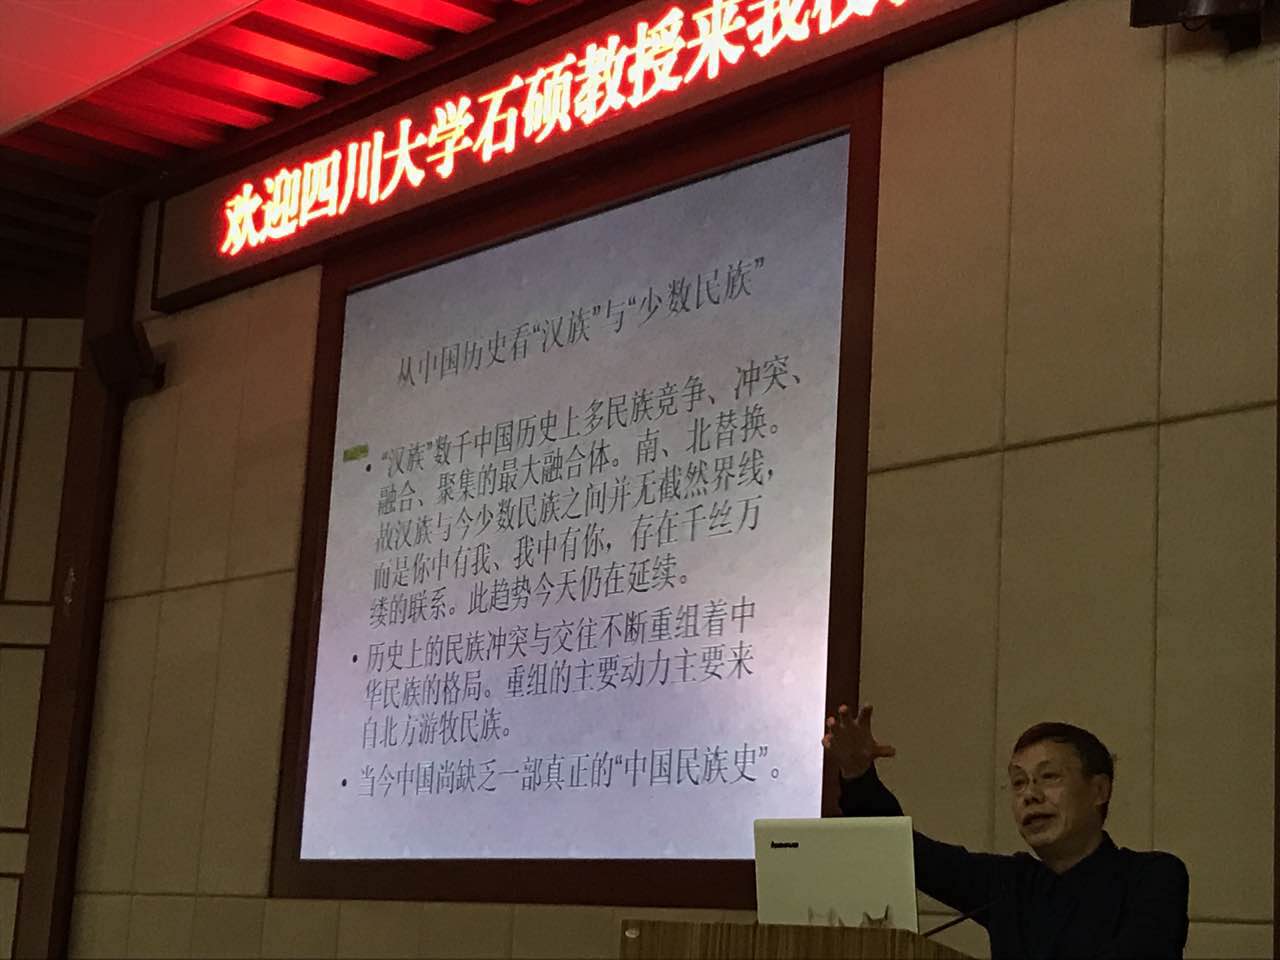 欢迎四川大学石硕教授来我校
从中国历史看“汉族”与“少数民族”
• “汉族”数千中国历史上多民族竞争、冲突、
融合、聚集的最大融合体。南、北替换。
故汉族与今少数民族之间并无截然界线，
而是你中有我、我中有你，存在千丝万
缕的联系。此趋势今天仍在延续。
• 历史上的民族冲突与交往不断重组着中
华民族的格局。重组的主要动力主要来
自北方游牧民族。
• 当今中国尚缺乏一部真正的“中国民族史”。
lenovo